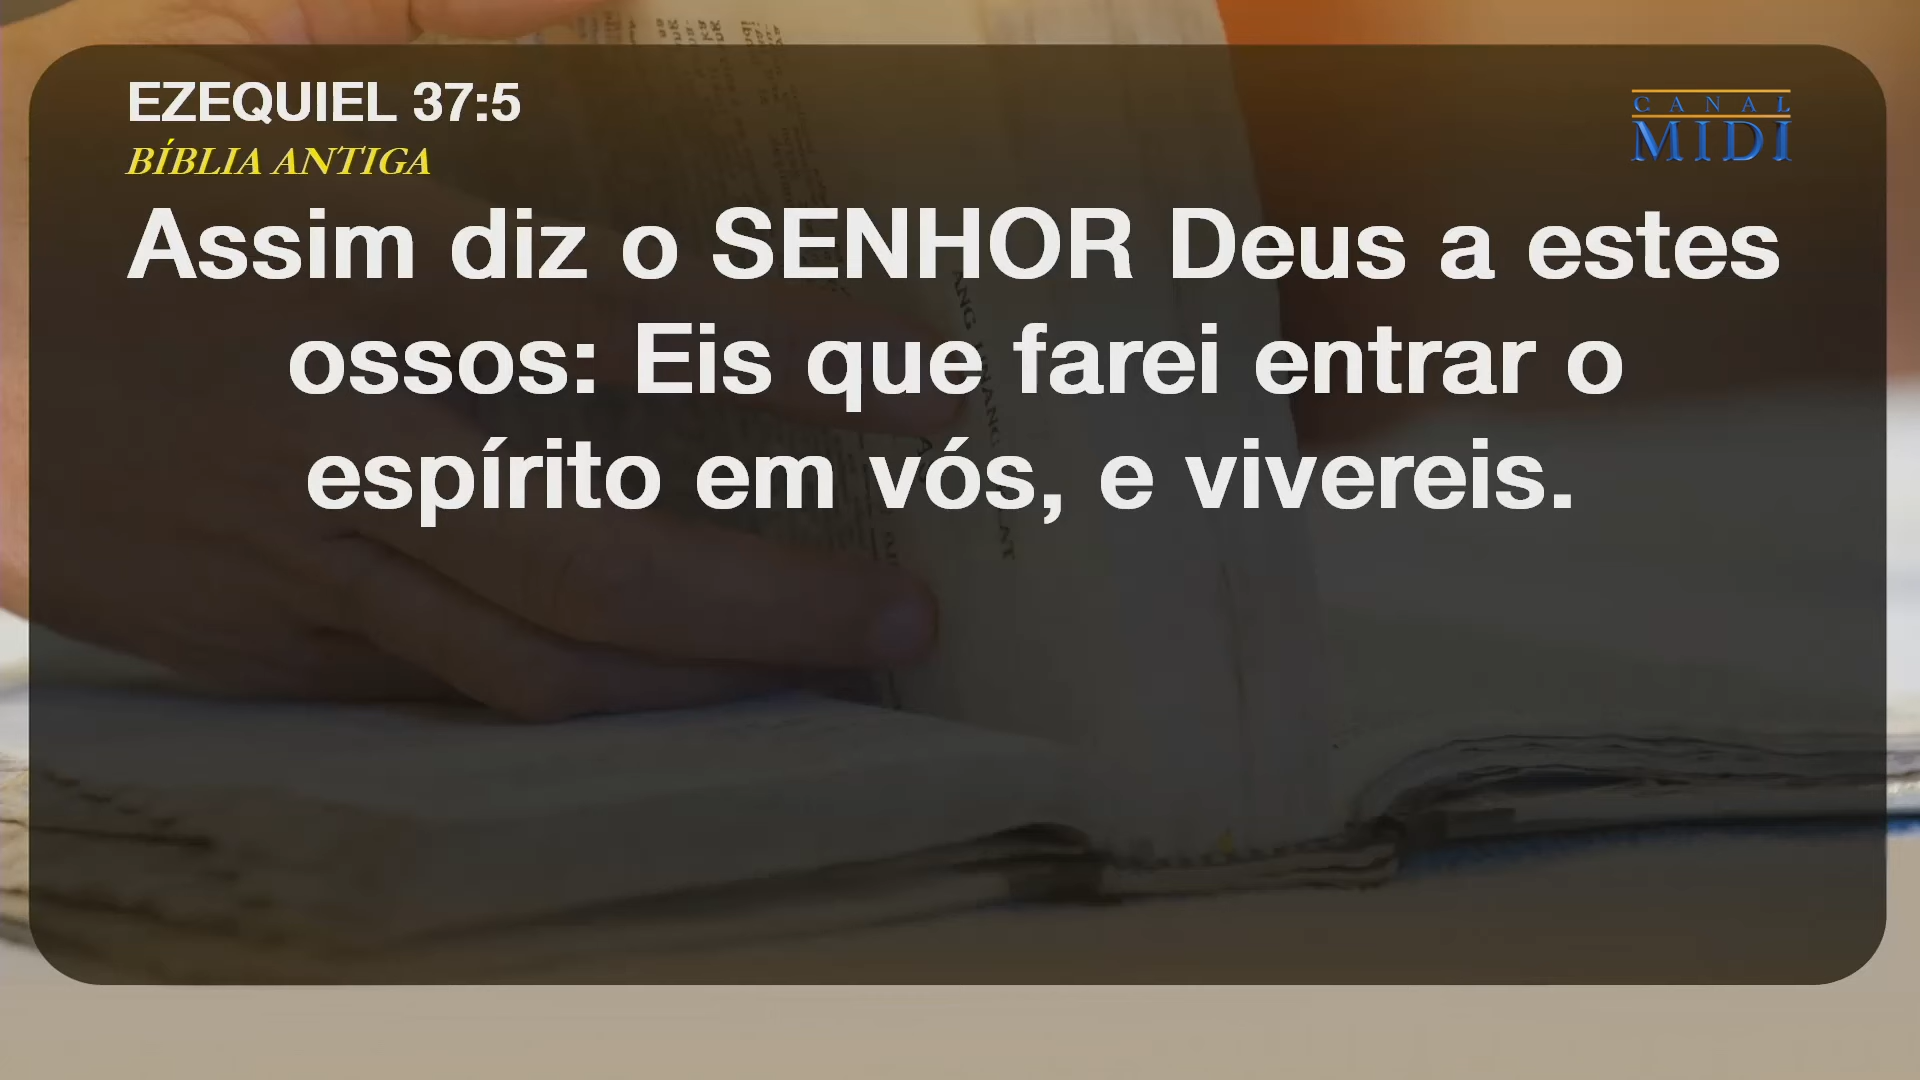 EZEQUIEL 37:5
BÍBLIA ANTIGA
CANAL
MIDI
Assim diz o SENHOR Deus a estes
ossos: Eis que farei entrar o
espírito em vós, e vivereis.